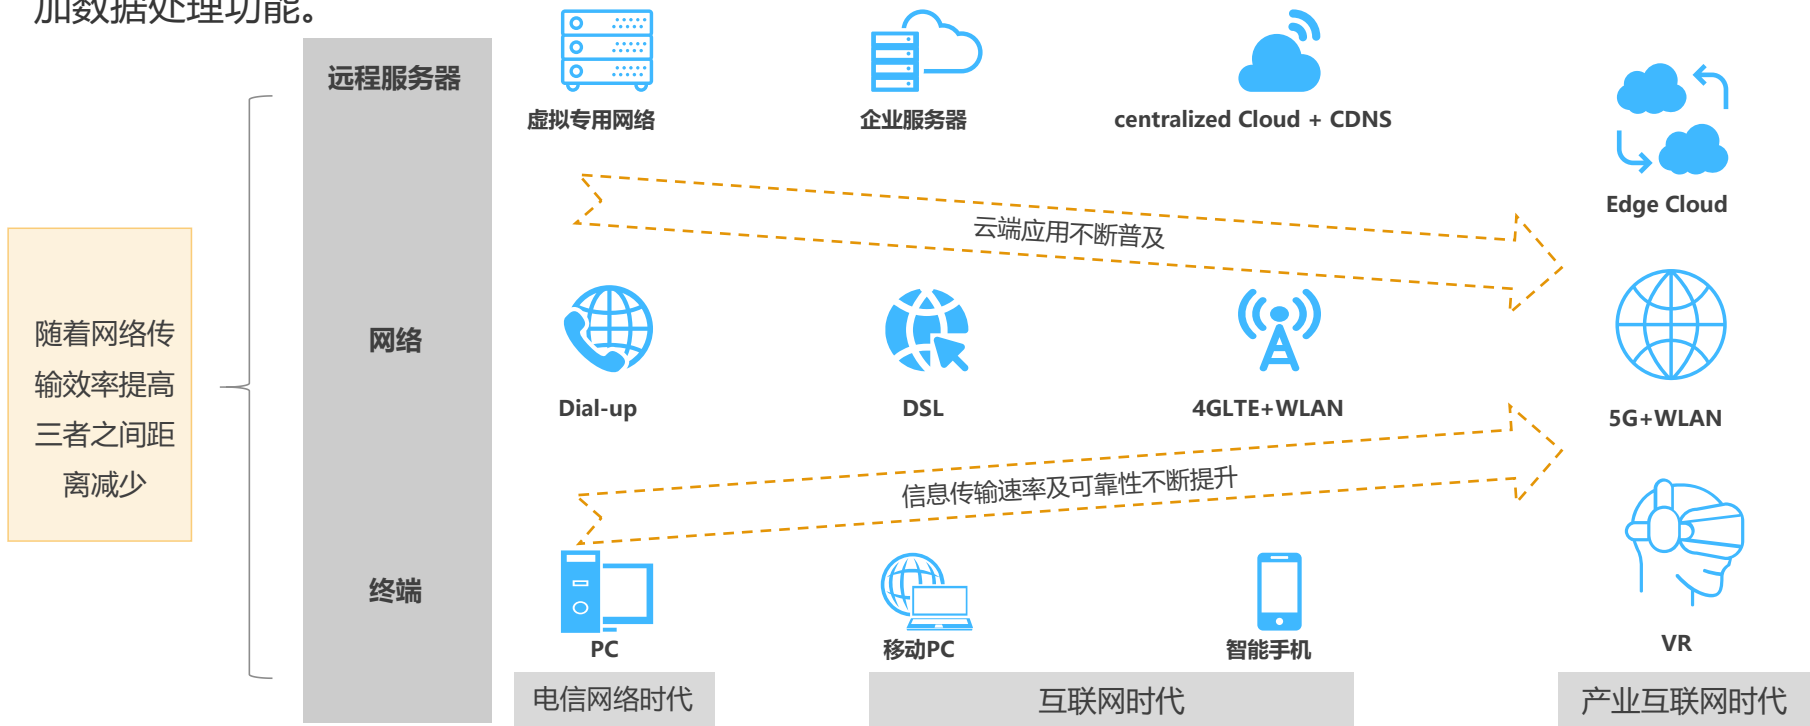 加数据处理功能。
远程服务器
虚拟专用网络
企业服务器
centralized Cloud + CDNS
Edge Cloud
云端应用不断普及
随着网络传
输效率提高
三者之间距
离减少
网络
Dial-up
DSL
4GLTE+WLAN
5G+WLAN
信息传输速率及可靠性不断提升
终端
PC
移动PC
智能手机
VR
电信网络时代
互联网时代
产业互联网时代